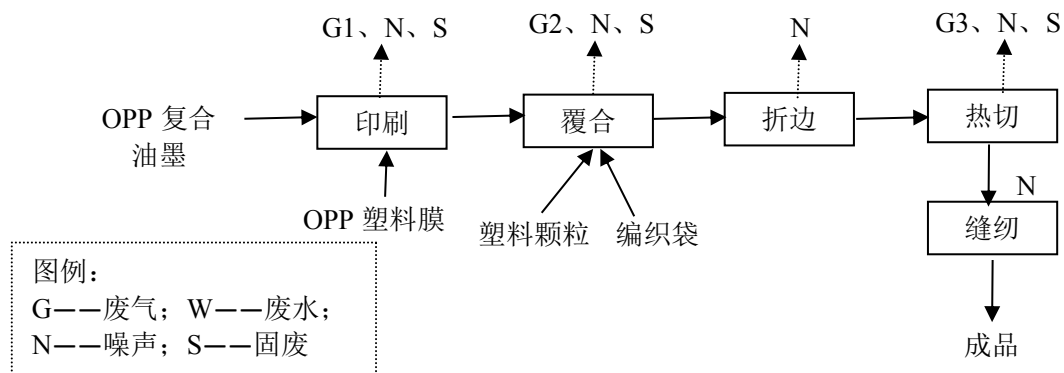 G1、N、S
G2、N、S
N
G3、N、S
OPP 复合
油墨
印刷
覆合
折边
热切
OPP 塑料膜
塑料颗粒
编织袋
N
缝纫
成品
图例：
G——废气；W——废水；
N——噪声；S——固废